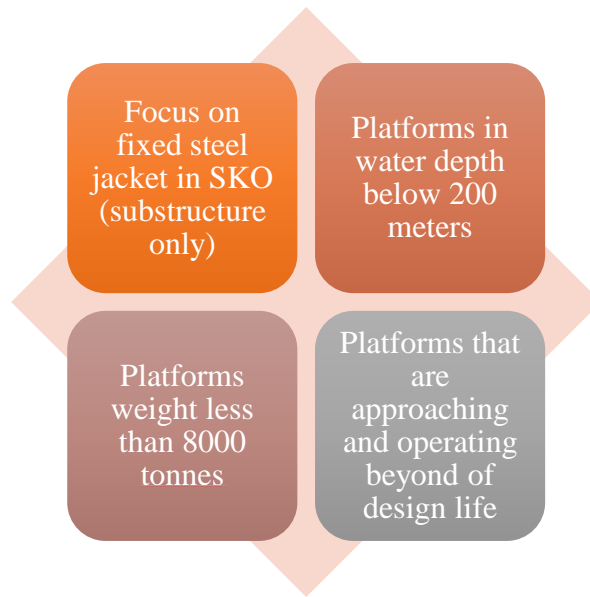 Focus on
fixed steel
jacket in SKO
(substructure
only)
Platforms in
water depth
below 200
meters
Platforms
weight less
than 8000
tonnes
Platforms that
are
approaching
and operating
beyond of
design life